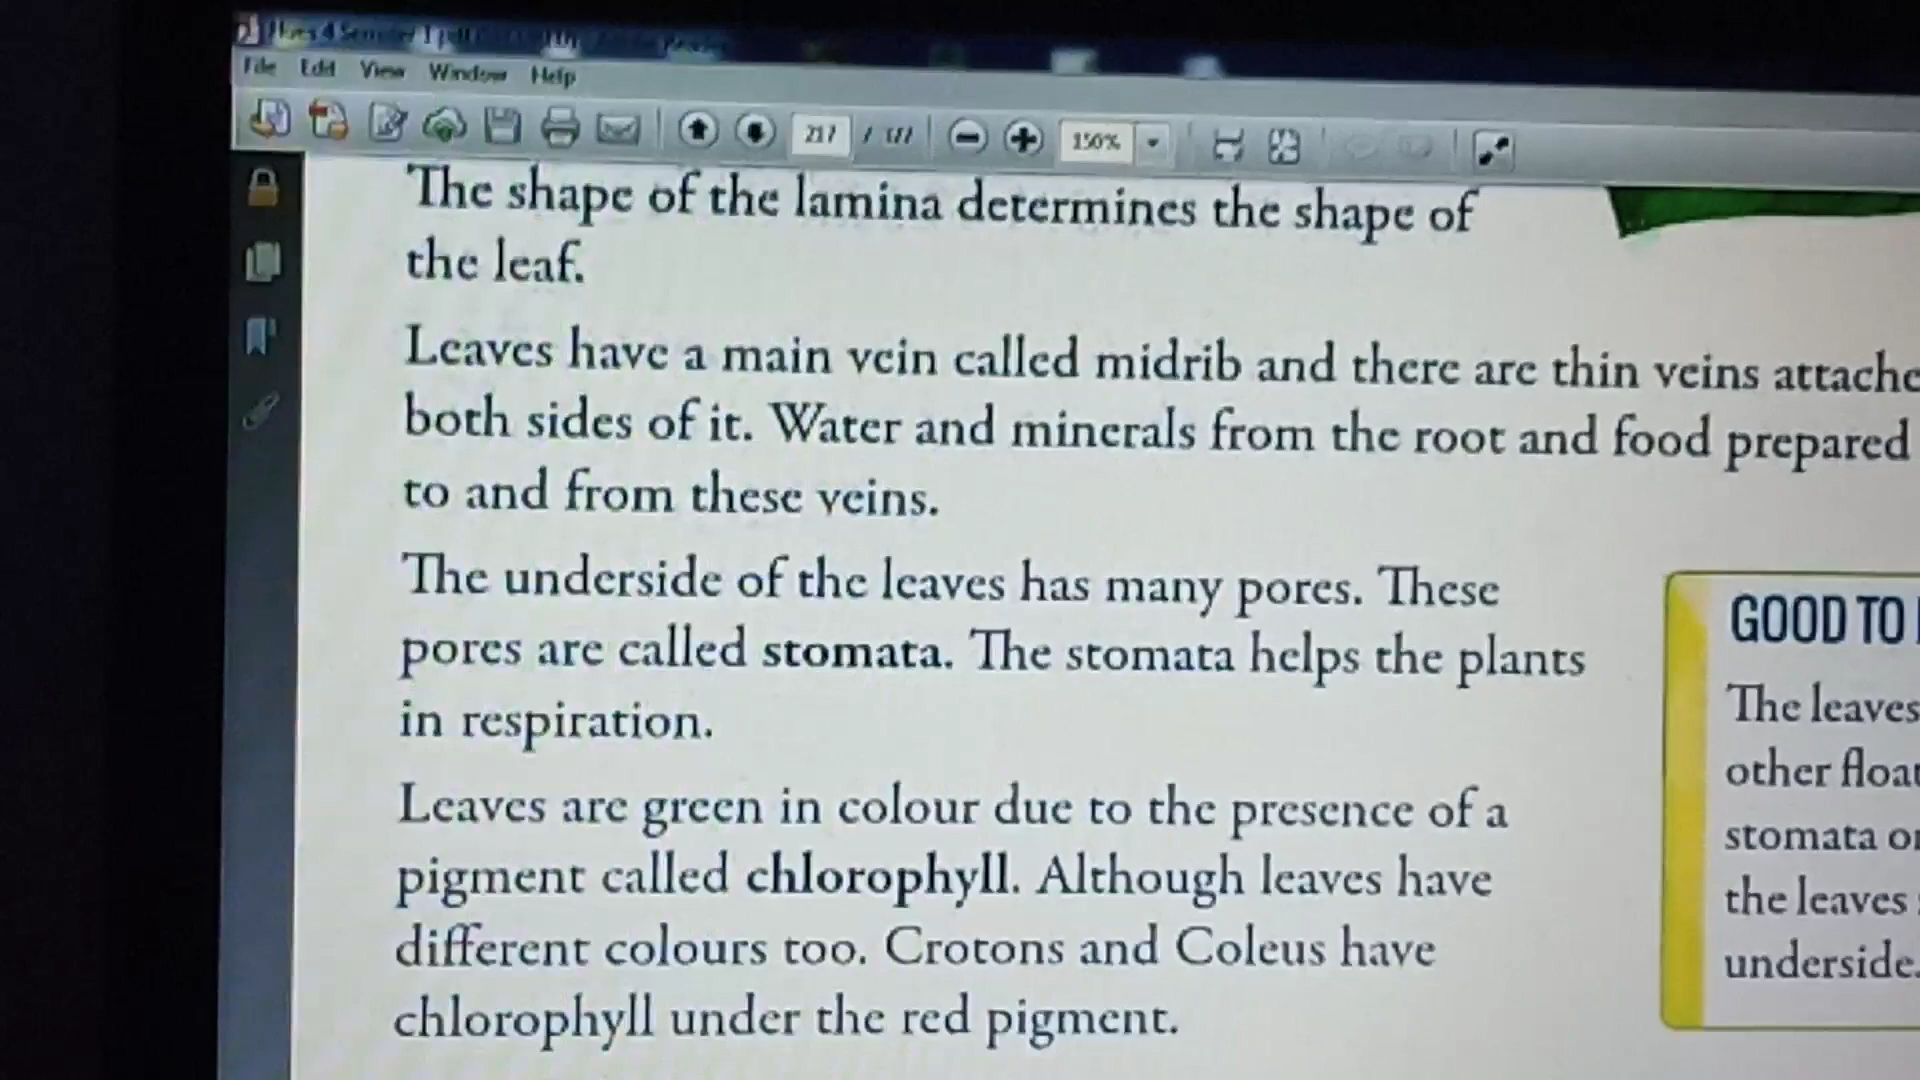 File Edit View Window Help
217 /
150%
The shape of the lamina determines the shape of
the leaf.
Leaves have a main vein called midrib and there are thin veins attache
both sides of it. Water and minerals from the root and food prepared
to and from these veins.
The underside of the leaves has many pores. These
pores are called stomata. The stomata helps the plants
in respiration.
Leaves are green in colour due to the presence of a
pigment called chlorophyll. Although leaves have
different colours too. Crotons and Coleus have
chlorophyll under the red pigment.
GOOD TO
The leaves
other float
stomata on
the leaves
underside.